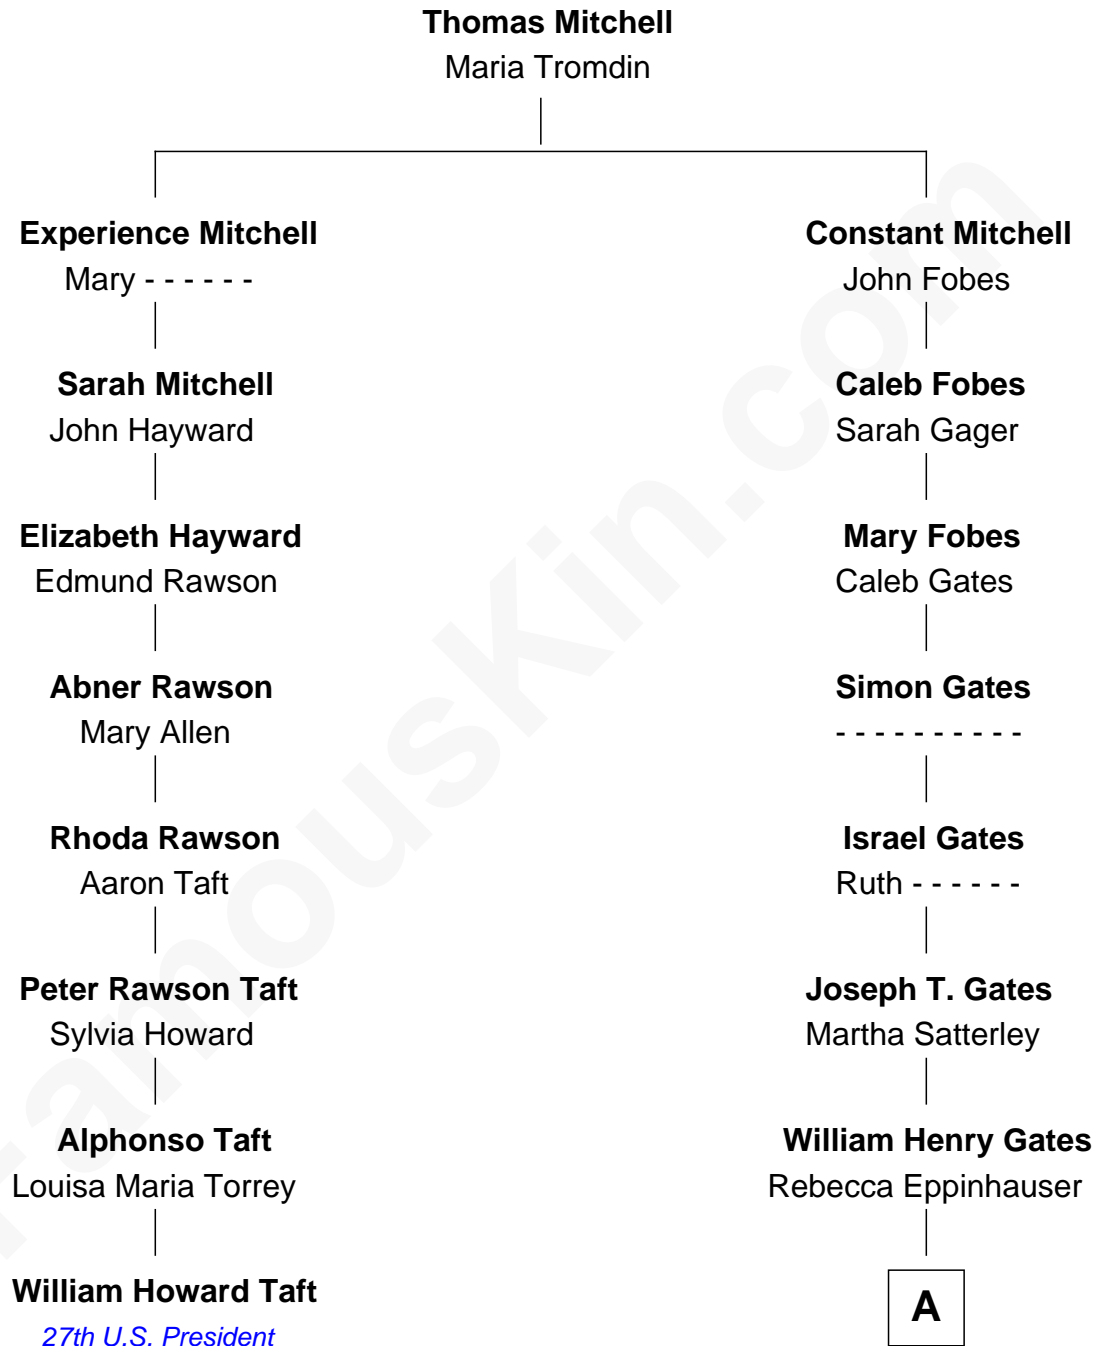 Thomas Mitchell
Maria Tromdin
Experience Mitchell
Mary - - - - - -
Constant Mitchell
John Fobes
Sarah Mitchell
John Hayward
Caleb Fobes
Sarah Gager
Elizabeth Hayward
Edmund Rawson
Mary Fobes
Caleb Gates
Abner Rawson
Mary Allen
Simon Gates
- - - - - - - - - -
Rhoda Rawson
Aaron Taft
Israel Gates
Ruth - - - - - -
Peter Rawson Taft
Sylvia Howard
Joseph T. Gates
Martha Satterley
Alphonso Taft
Louisa Maria Torrey
William Henry Gates
Rebecca Eppinhauser
William Howard Taft
27th U.S. President
A
FamousKin.com